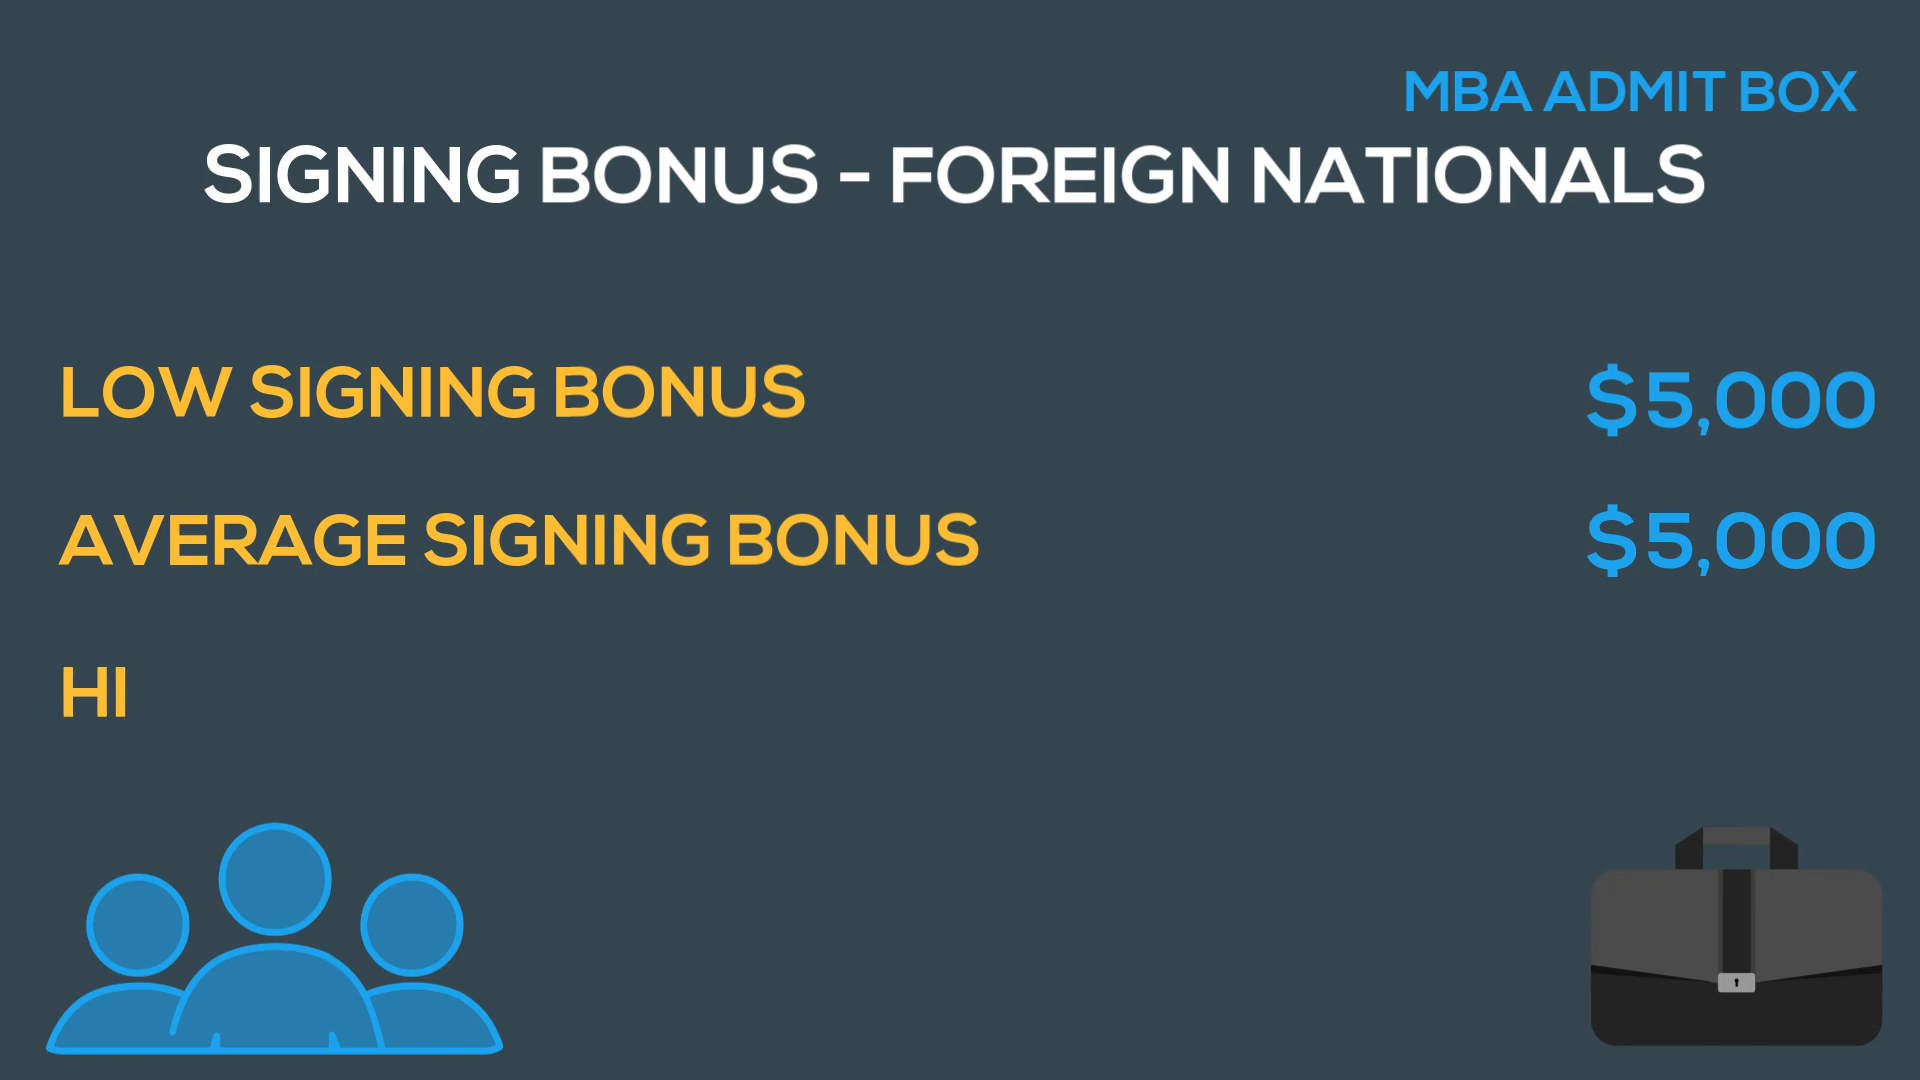 MBA ADMIT BOX
SIGNING BONUS - FOREIGN NATIONALS
LOW SIGNING BONUS $5,000
AVERAGE SIGNING BONUS $5,000
HI